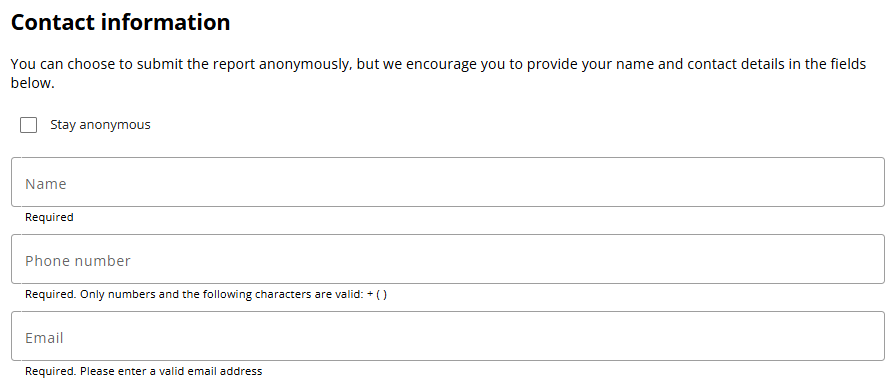 Contact information
You can choose to submit the report anonymously, but we encourage you to provide your name and contact details in the fields
below.
Stay anonymous
Name
Required
Phone number
Required. Only numbers and the following characters are valid: + ( )
Email
Required. Please enter a valid email address